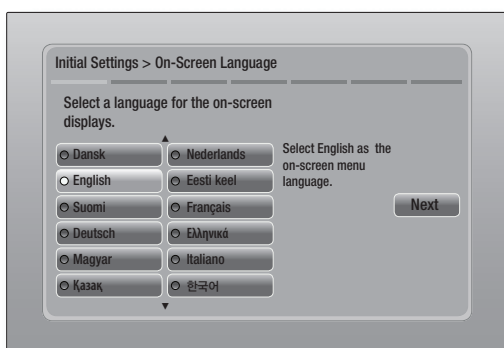 Initial Settings > On-Screen Language
Select a language for the on-screen
displays.
Dansk
Nederlands
English
Eesti keel
Suomi
Français
Deutsch
Ελληνικά
Magyar
Italiano
Қазақ
한국어
Select English as the
on-screen menu
language.
Next